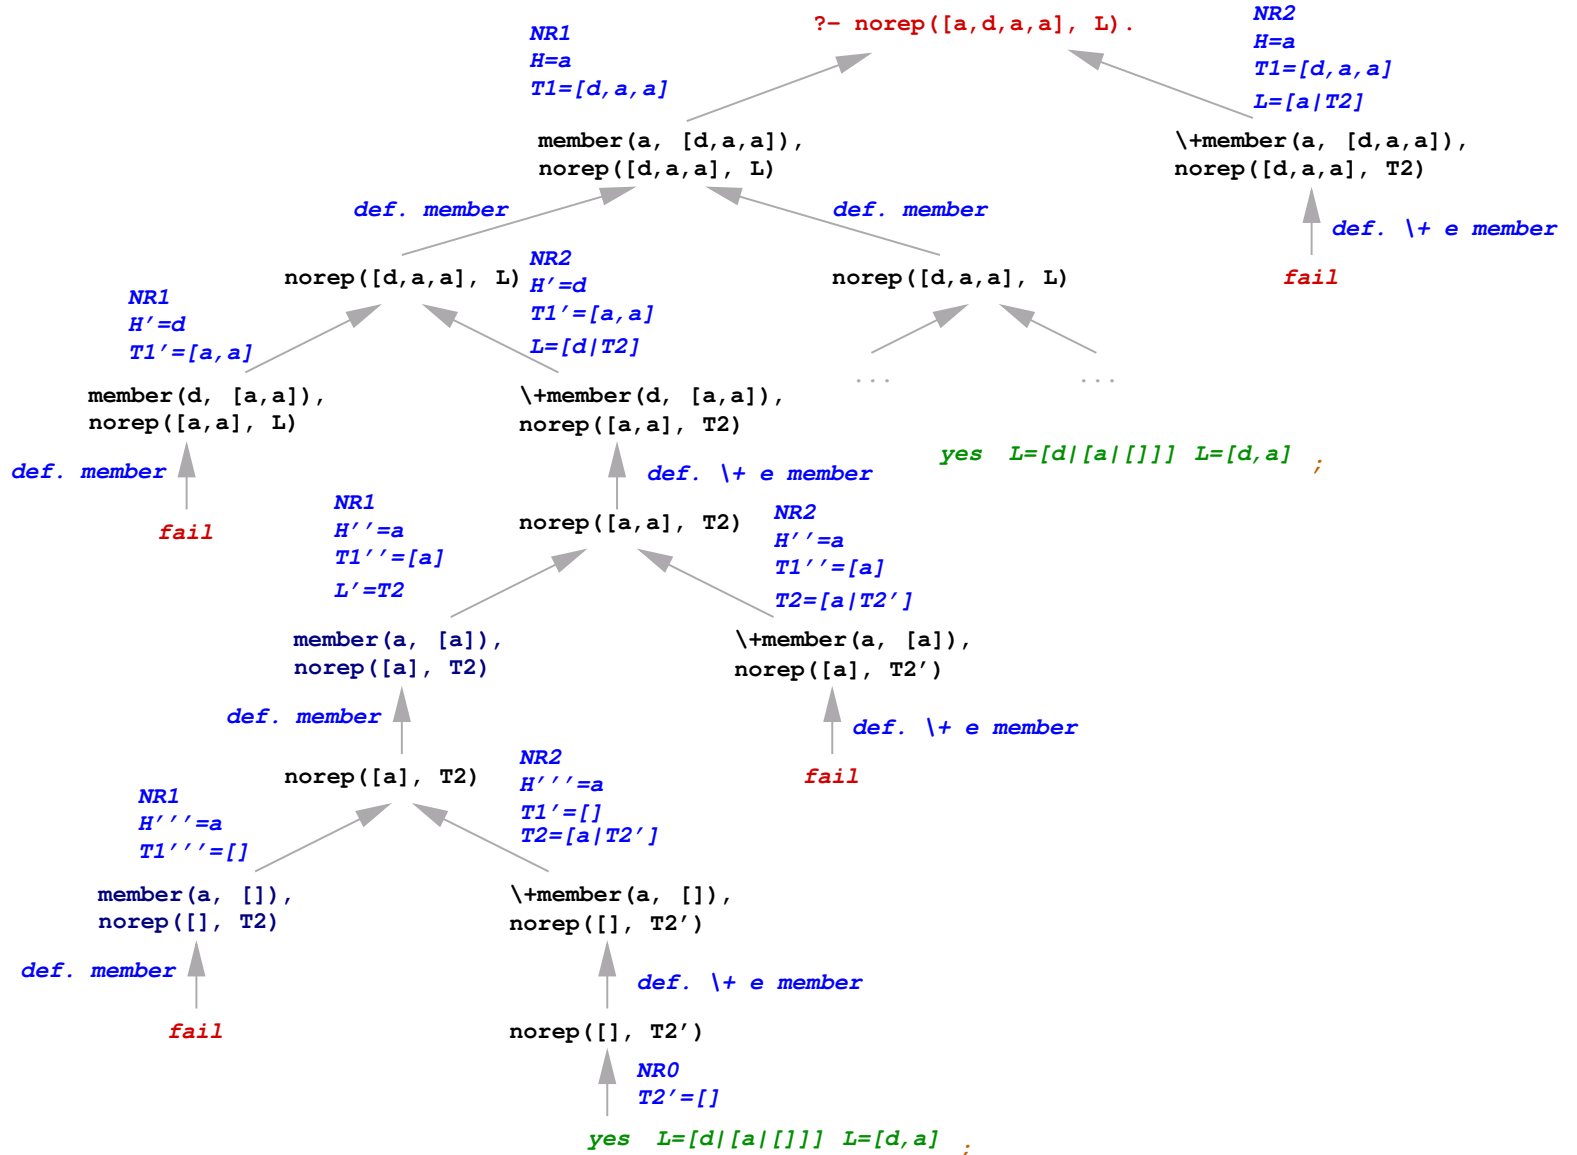 ?- norep([a,d,a,a], L).
NR1
H=a
T1=[d,a,a]
NR2
H=a
T1=[d,a,a]
L=[a|T2]
member(a, [d,a,a]),
norep([d,a,a], L)
\+member(a, [d,a,a]),
norep([d,a,a], T2)
def. member
def. member
def. \+ e member
norep([d,a,a], L)
NR2
H'=d
T1'=[a,a]
L=[d|T2]
norep([d,a,a], L)
fail
NR1
H'=d
T1'=[a,a]
member(d, [a,a]),
norep([a,a], L)
\+member(d, [a,a]),
norep([a,a], T2)
...
...
yes L=[d|[a|[]]] L=[d,a] ;
def. member
def. \+ e member
fail
NR1
H''=a
T1''=[a]
L'=T2
norep([a,a], T2)
NR2
H''=a
T1''=[a]
T2=[a|T2']
member(a, [a]),
norep([a], T2)
\+member(a, [a]),
norep([a], T2')
def. member
def. \+ e member
norep([a], T2)
NR2
H'''=a
T1'=[]
T2=[a|T2']
fail
NR1
H'''=a
T1'''=[]
member(a, []),
norep([], T2)
\+member(a, []),
norep([], T2')
def. member
def. \+ e member
fail
norep([], T2')
NR0
T2'=[]
yes L=[d|[a|[]]] L=[d,a] ;